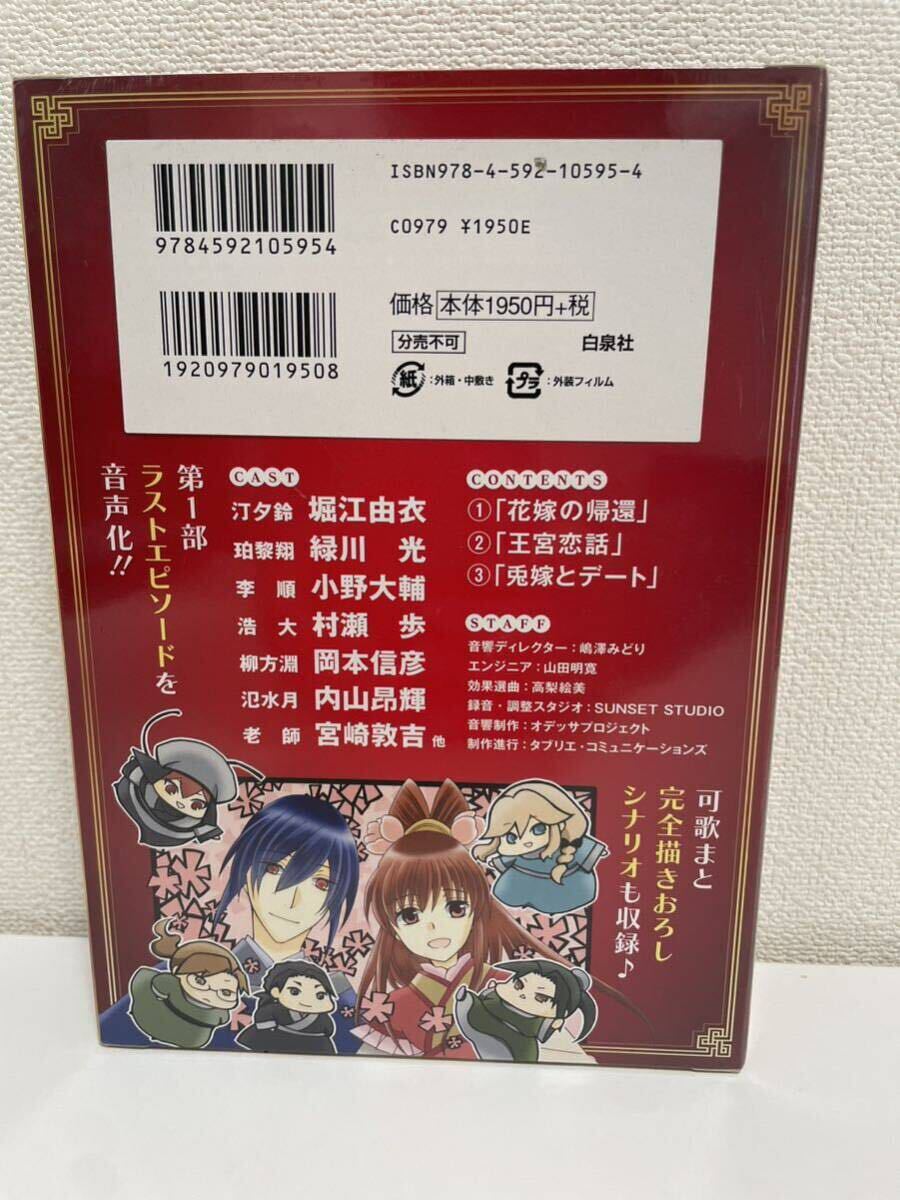 ISBN978-4-592-10595-4
9784592105954
C0979 ¥1950E
価格 本体1950円+税
分売不可
白泉社
1920979019508
紙:外箱・中敷き プラ:外装フィルム
第1部
ラストエピソードを
音声化!!
CAST
汀夕鈴 堀江由衣
珀黎翔 緑川 光
李 順 小野大輔
浩 大 村瀬 歩
柳方淵 岡本信彦
氾水月 内山昂輝
老 師 宮崎敦吉 他
CONTENTS
①「花嫁の帰還」
②「王宮恋話」
③「兎嫁とデート」
STAFF
音響ディレクター:嶋澤みどり
エンジニア:山田明寛
効果選曲:高梨絵美
録音・調整スタジオ:SUNSET STUDIO
音響制作:オデッサプロジェクト
制作進行:タブリエ・コミュニケーションズ
可歌まと
完全描きおろし
シナリオも収録♪